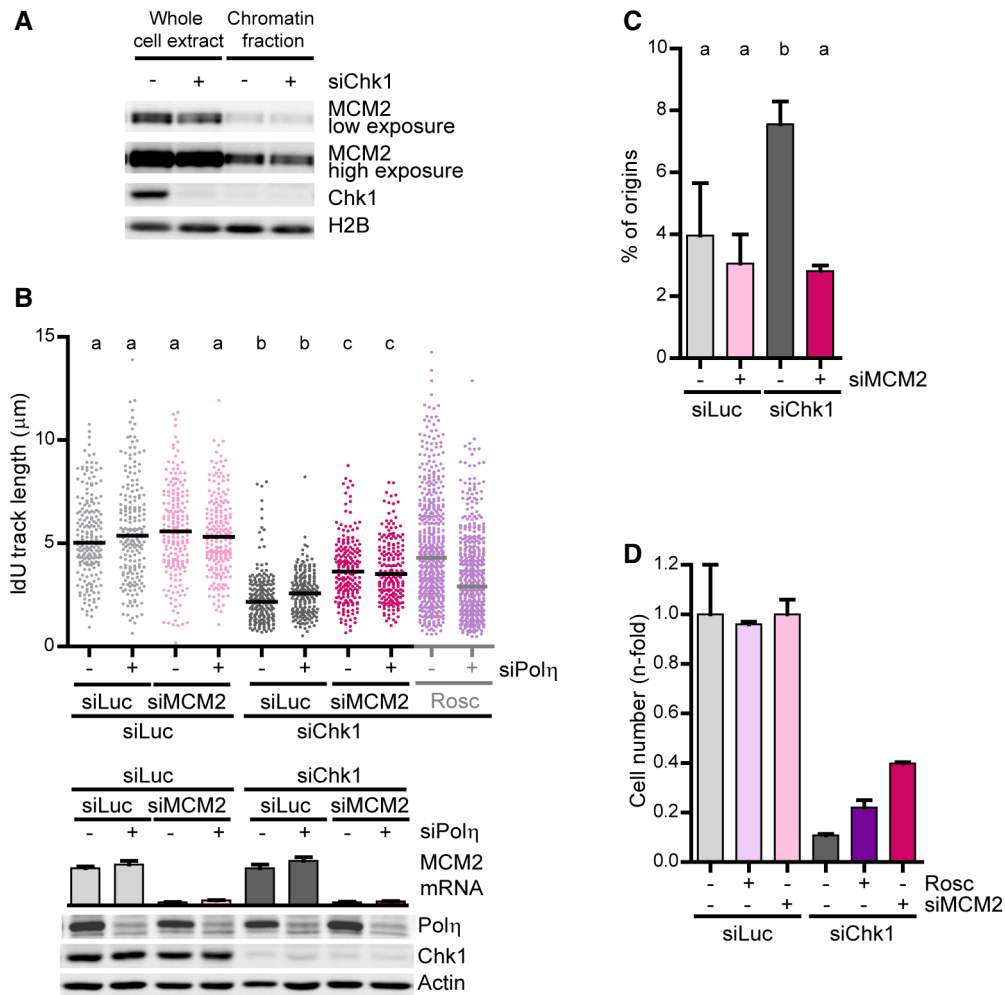 A
Whole cell extract
Chromatin fraction
- + - + siChk1
MCM2 low exposure
MCM2 high exposure
Chk1
H2B
B
IdU track length (μm)
15
10
5
0
a a a a b b c c
- + - + - + - + - + siPolη
siLuc siMCM2 siLuc siMCM2 Rosc
siLuc siChk1
siLuc siChk1
siLuc siMCM2 siLuc siMCM2
- + - + - + - + siPolη
MCM2 mRNA
Polη
Chk1
Actin
C
% of origins
10
8
6
4
2
0
a a b a
- + - + siMCM2
siLuc siChk1
D
Cell number (n-fold)
1.2
1.0
0.8
0.6
0.4
0.2
0.0
- + - - + - Rosc
- - + - - + siMCM2
siLuc siChk1